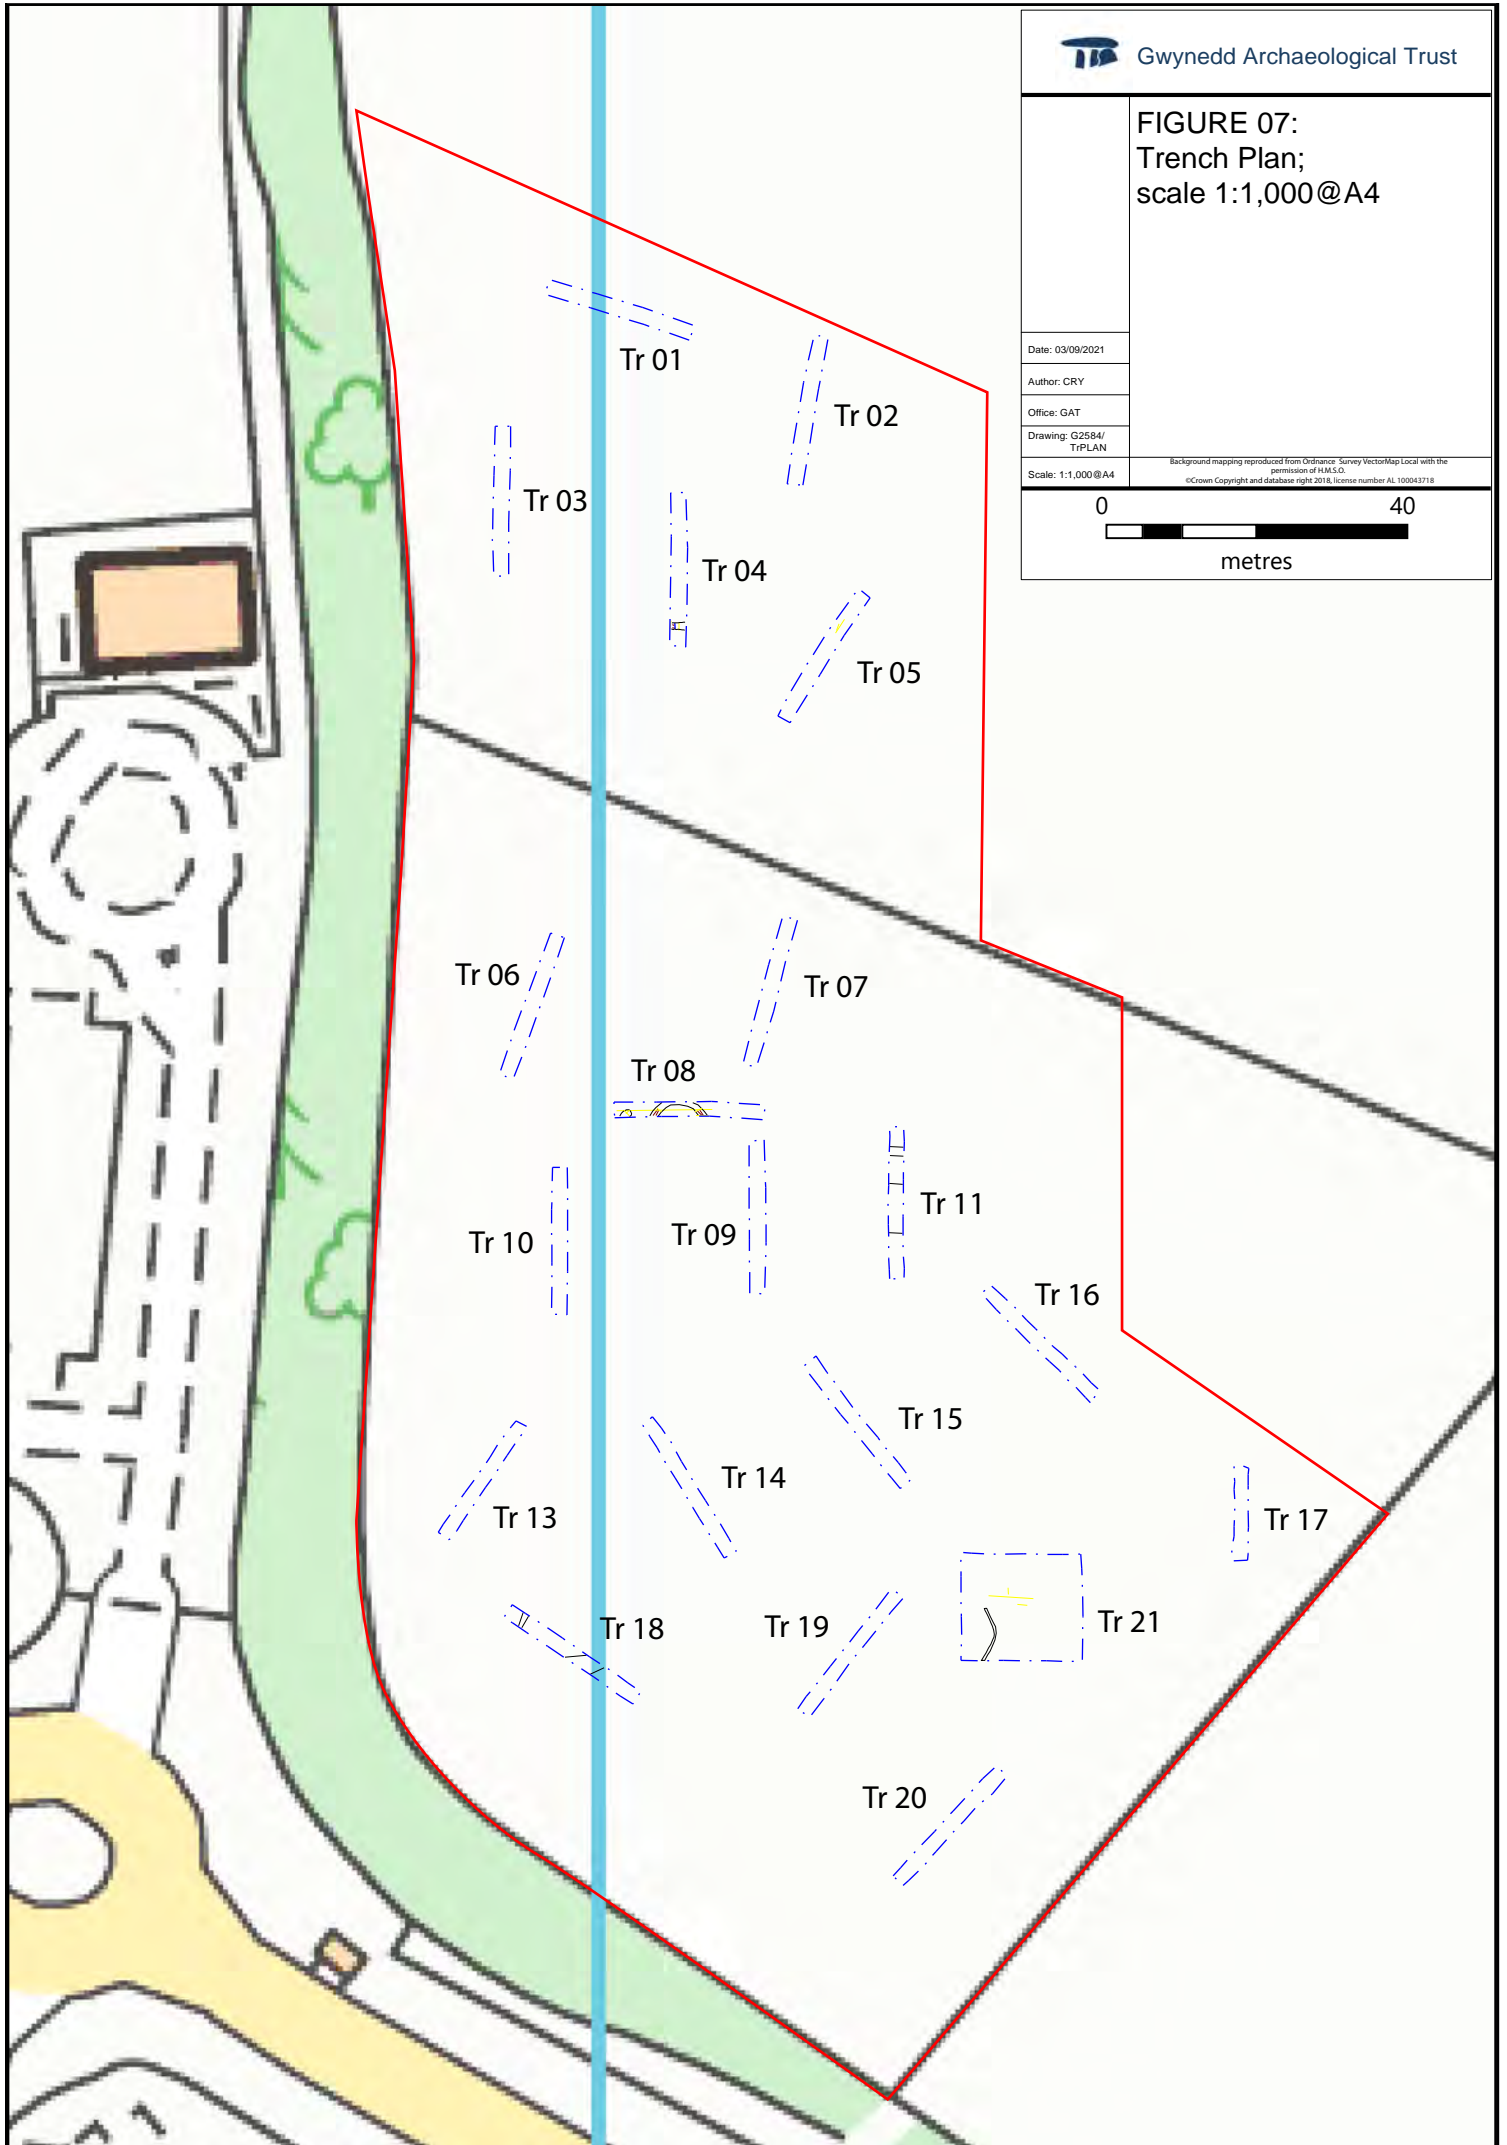 Gwynedd Archaeological Trust
FIGURE 07:
Trench Plan;
scale 1:1,000@A4
Date: 03/09/2021
Author: CRY
Office: GAT
Drawing: G2584/
TrPLAN
Scale: 1:1,000@A4
Background mapping reproduced from Ordnance Survey VectorMap Local with the
permission of H.M.S.O.
©Crown Copyright and database right 2018, license number AL 100043718
0 40
metres
Tr 01
Tr 02
Tr 03
Tr 04
Tr 05
Tr 06
Tr 07
Tr 08
Tr 11
Tr 10
Tr 09
Tr 16
Tr 15
Tr 14
Tr 13
Tr 17
Tr 18
Tr 19
Tr 21
Tr 20